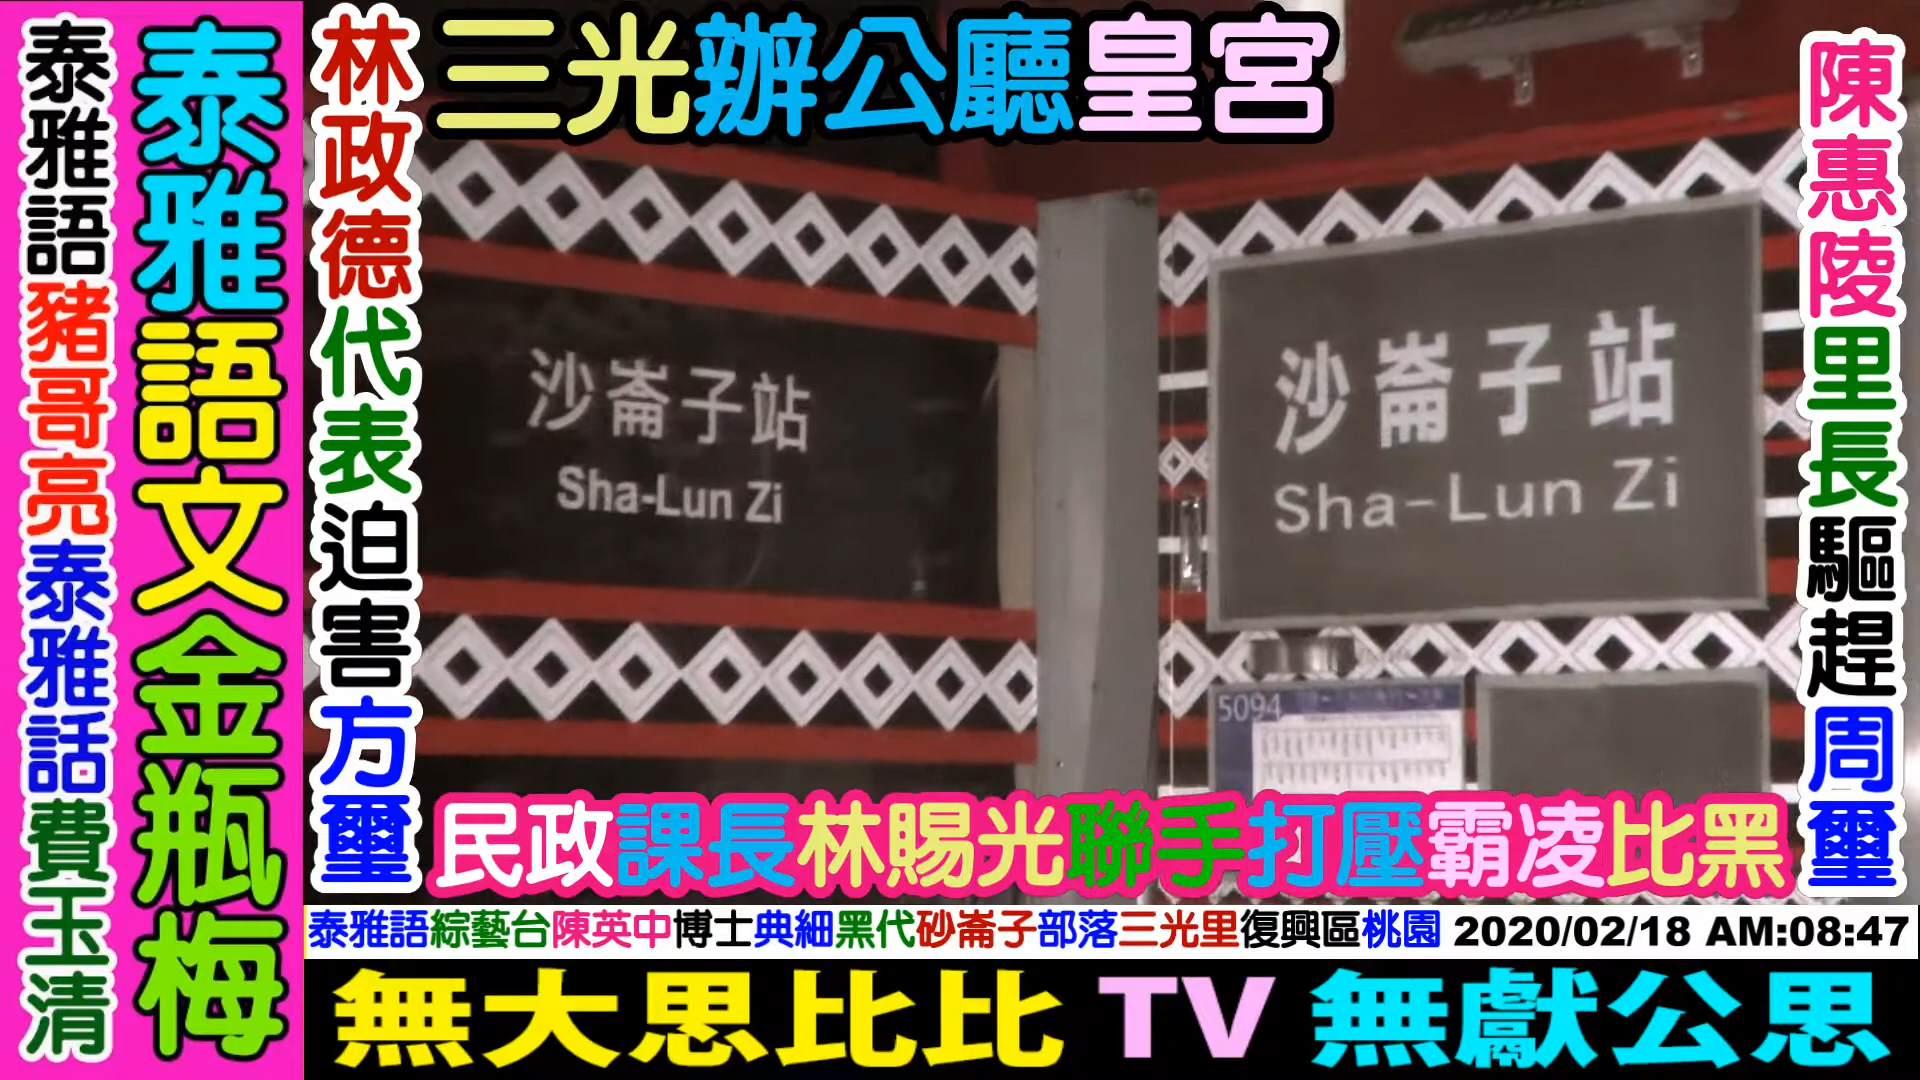 泰雅語豬哥亮泰雅話費玉清
泰雅語文金瓶梅
林政德代表迫害方璽
三光辦公廳皇宮
陳惠陵里長驅趕周璽
沙崙子站
Sha-Lun Zi
沙崙子站
Sha-Lun Zi
5094
民政課長林賜光聯手打壓霸凌比黑
泰雅語綜藝台陳英中博士典細黑代砂崙子部落三光里復興區桃園 2020/02/18 AM:08:47
無大思比比 TV 無獻公思